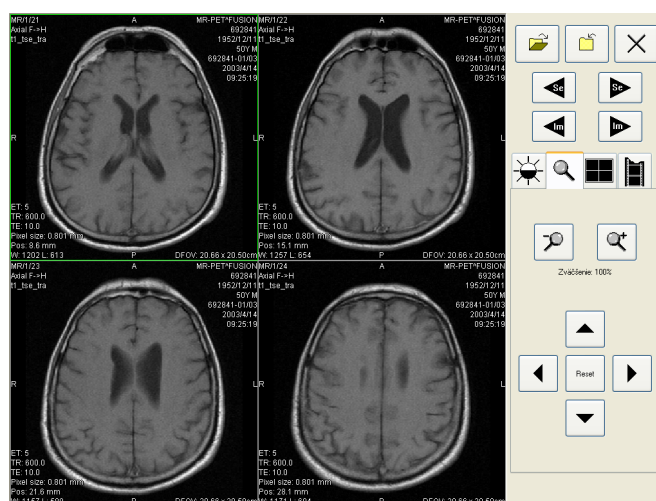 MR/1/21 A MR-PET^FUSION
Axial F->H 692841
t1_tse_tra 1952/12/11
50Y M
692841-01/03
2003/4/14
09:25:19
R L
ET: 5
TR: 600.0
TE: 10.0
Pixel size: 0.801 mm
Pos: 8.6 mm
W: 1202 L: 613 P DFOV: 20.66 x 20.50cm
MR/1/22 A MR-PET^FUSION
Axial F->H 692841
t1_tse_tra 1952/12/11
50Y M
692841-01/03
2003/4/14
09:25:19
R L
ET: 5
TR: 600.0
TE: 10.0
Pixel size: 0.801 mm
Pos: 15.1 mm
W: 1257 L: 654 P DFOV: 20.66 x 20.50cm
MR/1/23 A MR-PET^FUSION
Axial F->H 692841
t1_tse_tra 1952/12/11
50Y M
692841-01/03
2003/4/14
09:25:19
R L
ET: 5
TR: 600.0
TE: 10.0
Pixel size: 0.801 mm
Pos: 21.6 mm
MR/1/24 A MR-PET^FUSION
Axial F->H 692841
t1_tse_tra 1952/12/11
50Y M
692841-01/03
2003/4/14
09:25:19
R L
ET: 5
TR: 600.0
TE: 10.0
Pixel size: 0.801 mm
Pos: 28.1 mm
Se Se
Im Im
Zväčšenie: 100%
Reset